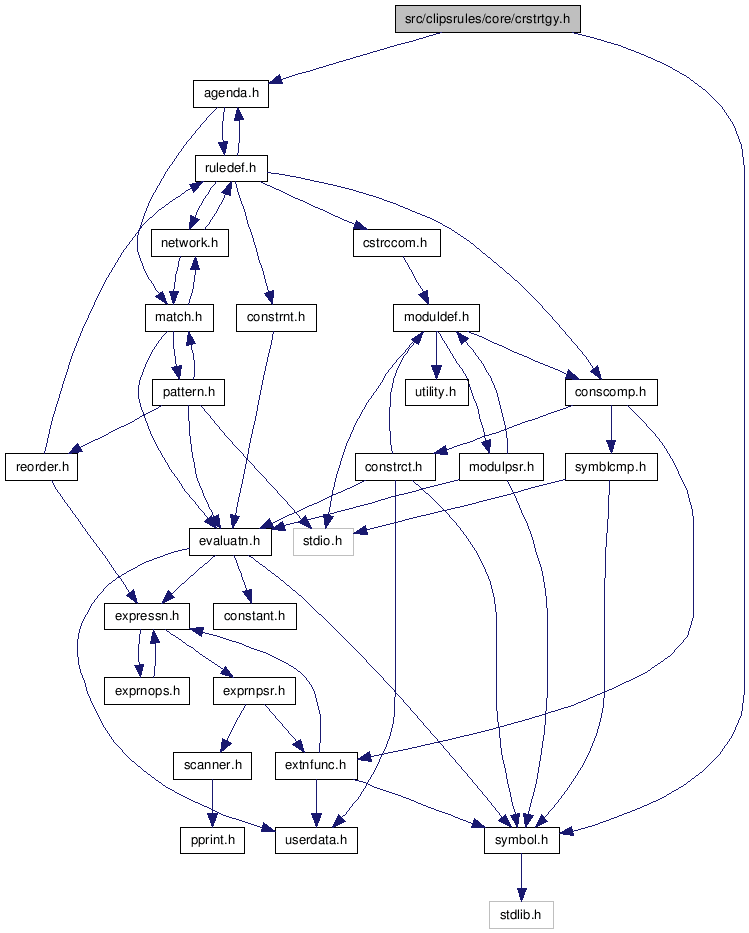 src/clipsrules/core/crstrtgy.h
agenda.h
ruledef.h
network.h
cstrccom.h
match.h
constrnt.h
moduldef.h
pattern.h
utility.h
conscomp.h
reorder.h
constrct.h
modulpsr.h
symblcmp.h
evaluatn.h
stdio.h
expressn.h
constant.h
exprnops.h
exprnpsr.h
scanner.h
extnfunc.h
pprint.h
userdata.h
symbol.h
stdlib.h